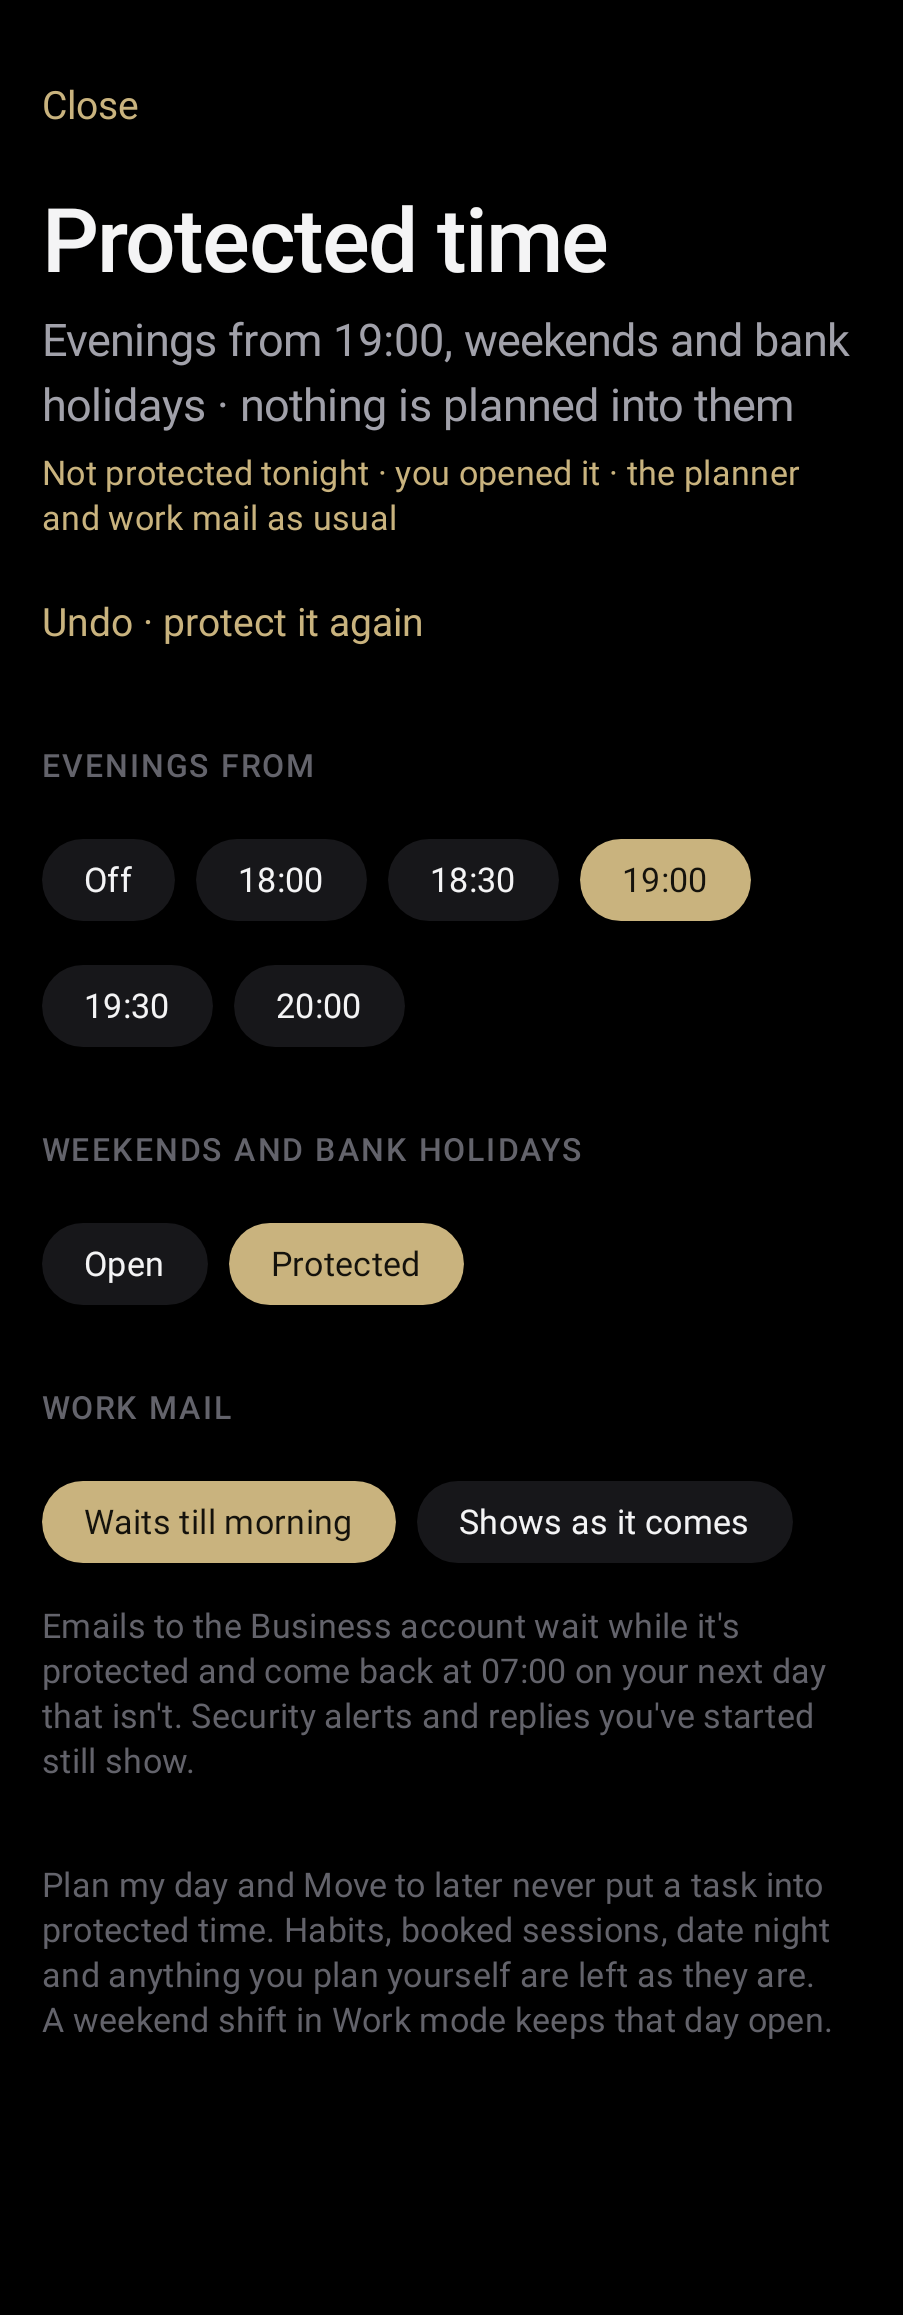 Close
Protected time
Evenings from 19:00, weekends and bank
holidays · nothing is planned into them
Not protected tonight · you opened it · the planner
and work mail as usual
Undo · protect it again
EVENINGS FROM
Off 18:00 18:30 19:00
19:30 20:00
WEEKENDS AND BANK HOLIDAYS
Open Protected
WORK MAIL
Waits till morning Shows as it comes
Emails to the Business account wait while it's
protected and come back at 07:00 on your next day
that isn't. Security alerts and replies you've started
still show.
Plan my day and Move to later never put a task into
protected time. Habits, booked sessions, date night
and anything you plan yourself are left as they are.
A weekend shift in Work mode keeps that day open.